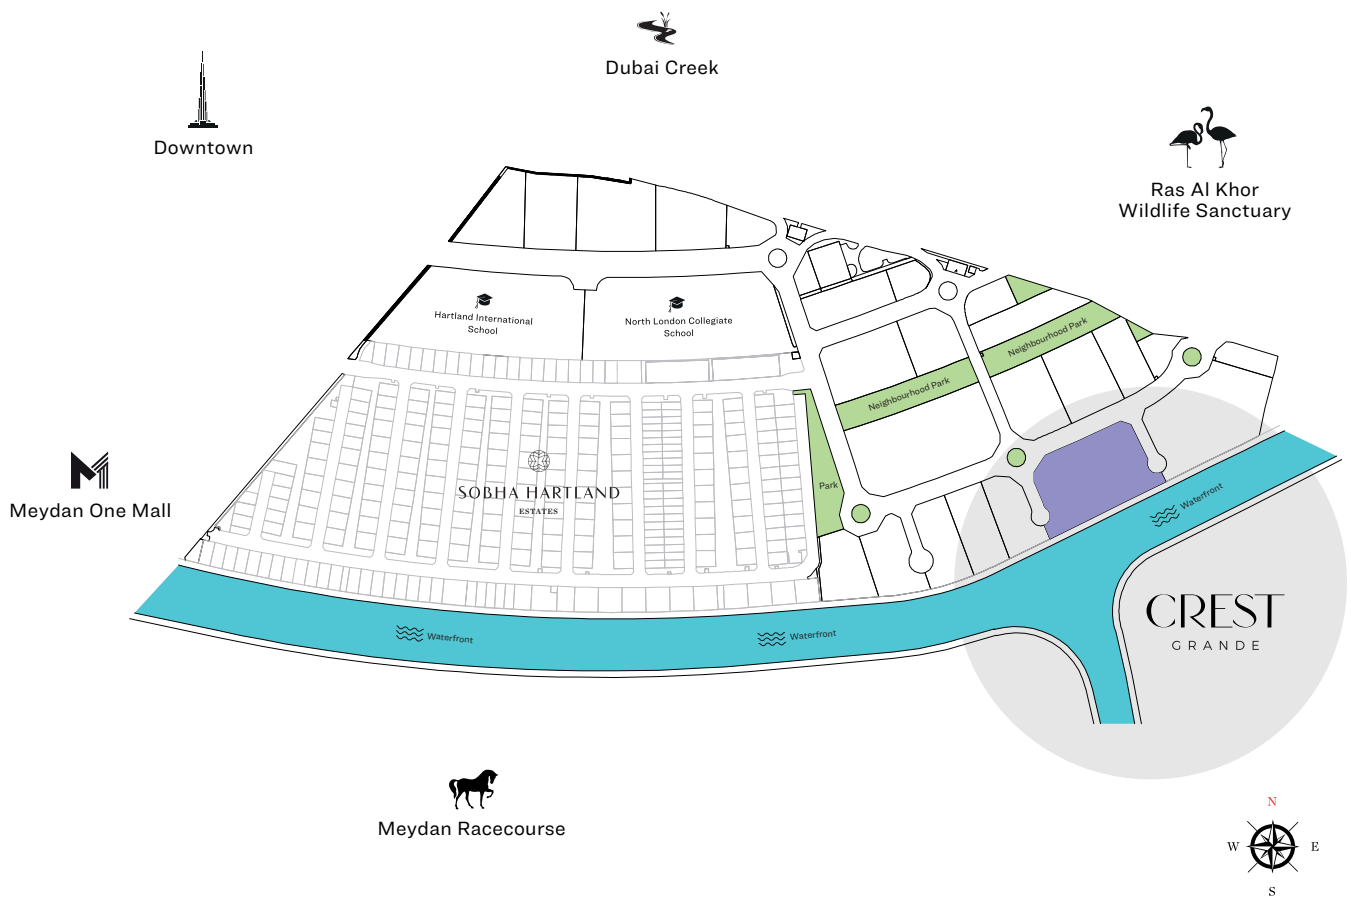 Dubai Creek
Downtown
Ras Al Khor
Wildlife Sanctuary
Hartland International
School
North London Collegiate
School
Neighbourhood Park
Neighbourhood Park
Meydan One Mall
SOBHA HARTLAND
ESTATES
Park
Waterfront
Waterfront
Waterfront
CREST
GRANDE
Meydan Racecourse
N
W
E
S